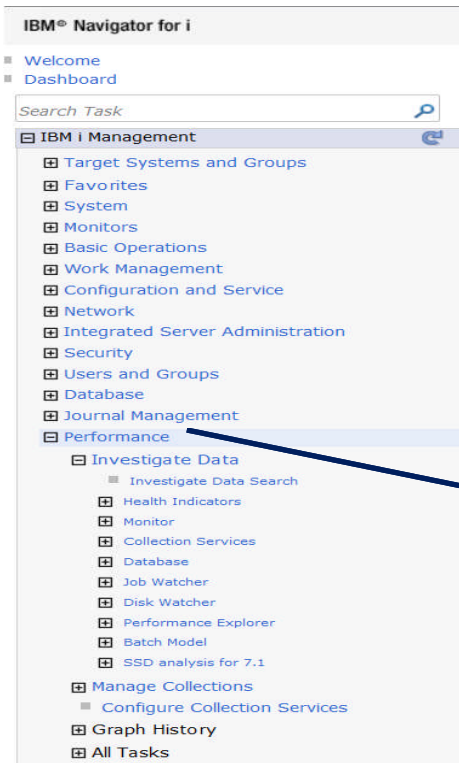 IBM® Navigator for i
Welcome
Dashboard
Search Task
IBM i Management
Target Systems and Groups
Favorites
System
Monitors
Basic Operations
Work Management
Configuration and Service
Network
Integrated Server Administration
Security
Users and Groups
Database
Journal Management
Performance
Investigate Data
Investigate Data Search
Health Indicators
Monitor
Collection Services
Database
Job Watcher
Disk Watcher
Performance Explorer
Batch Model
SSD analysis for 7.1
Manage Collections
Configure Collection Services
Graph History
All Tasks